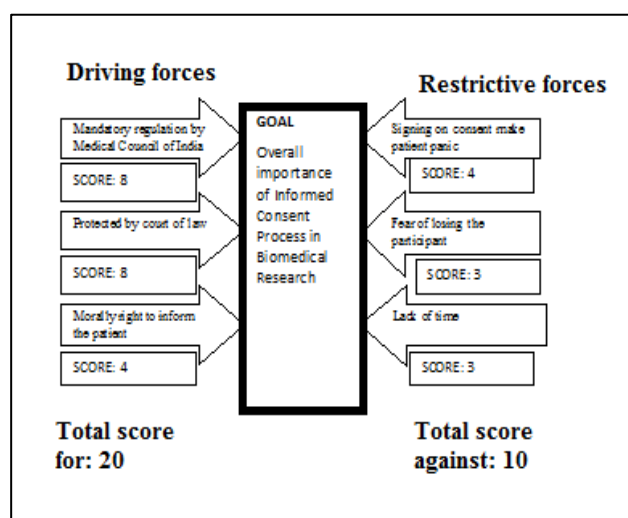 Driving forces
Mandatory regulation by
Medical Council of India
SCORE: 8
Protected by court of law
SCORE: 8
Morally right to inform
the patient
SCORE: 4
Total score
for: 20
GOAL
Overall
importance
of Informed
Consent
Process in
Biomedical
Research
Restrictive forces
Signing on consent make
patient panic
SCORE: 4
Fear of losing the
participant
SCORE: 3
Lack of time
SCORE: 3
Total score
against: 10